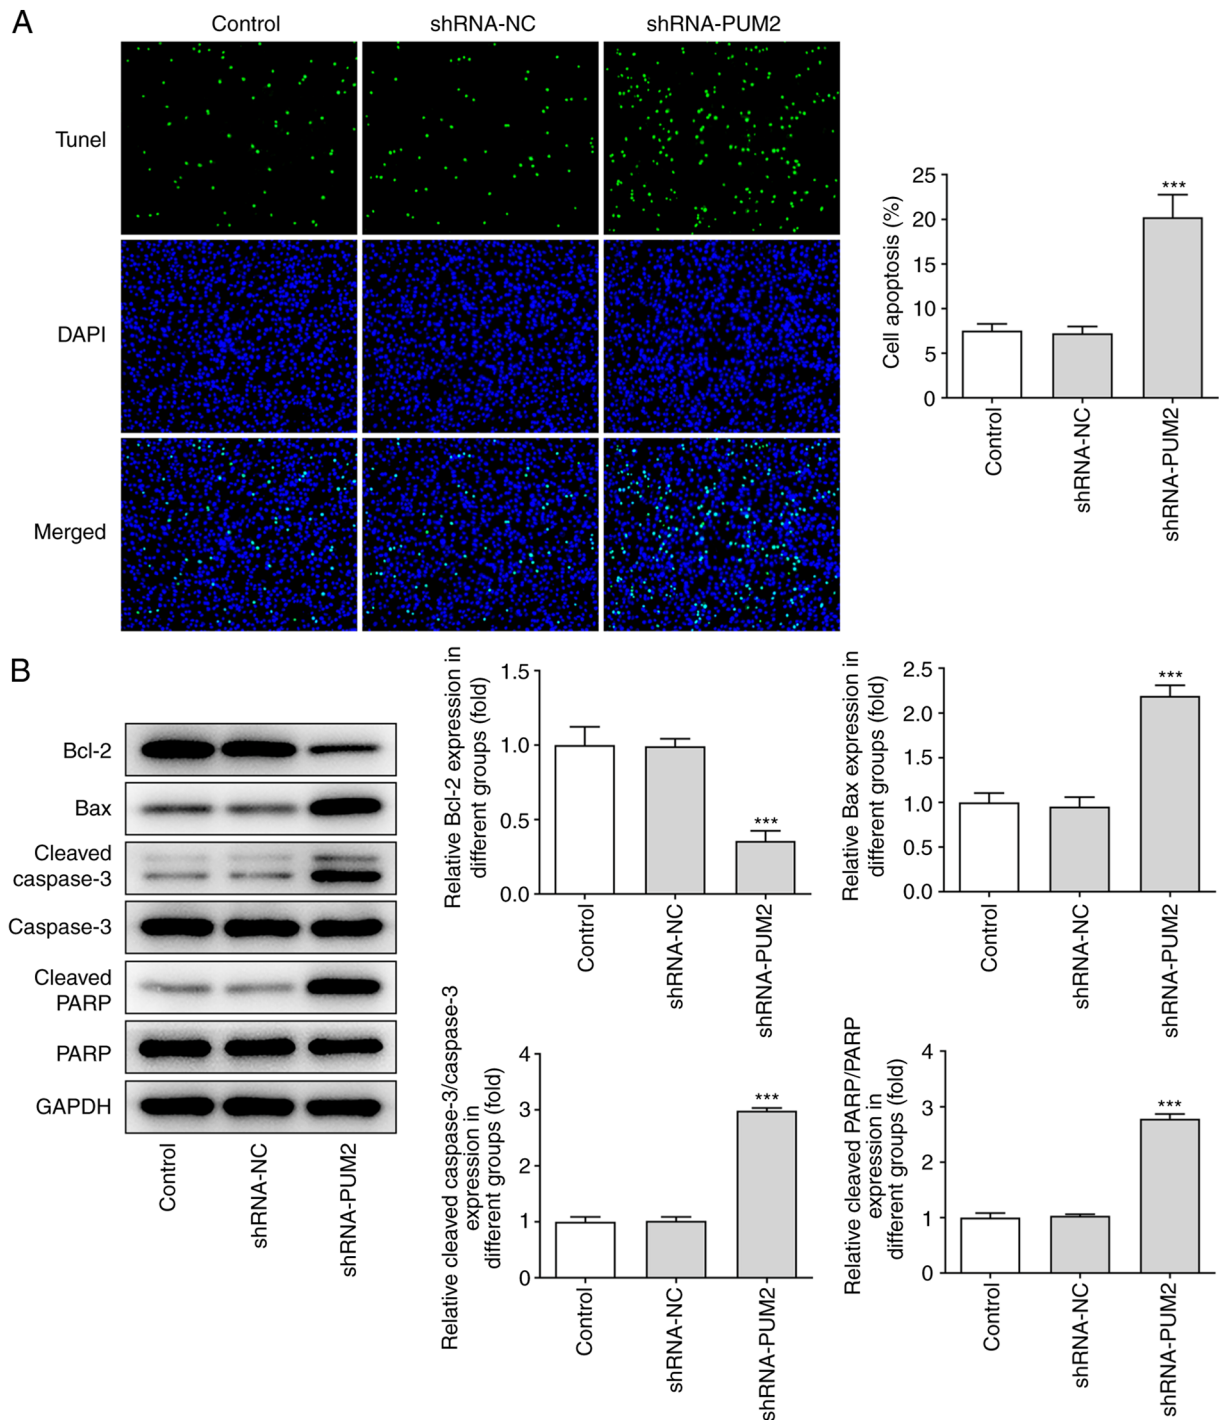 A
Control
shRNA-NC
shRNA-PUM2
Tunel
DAPI
Merged
Cell apoptosis (%)
25
20
15
10
5
0
***
Control
shRNA-NC
shRNA-PUM2
B
Bcl-2
Bax
Cleaved
caspase-3
Caspase-3
Cleaved
PARP
PARP
GAPDH
Control
shRNA-NC
shRNA-PUM2
Relative Bcl-2 expression in
different groups (fold)
1.5
1.0
0.5
0.0
***
Control
shRNA-NC
shRNA-PUM2
Relative Bax expression in
different groups (fold)
2.5
2.0
1.5
1.0
0.5
0.0
***
Control
shRNA-NC
shRNA-PUM2
Relative cleaved caspase-3/caspase-3
expression in
different groups (fold)
4
3
2
1
0
***
Control
shRNA-NC
shRNA-PUM2
Relative cleaved PARP/PARP
expression in
different groups (fold)
4
3
2
1
0
***
Control
shRNA-NC
shRNA-PUM2